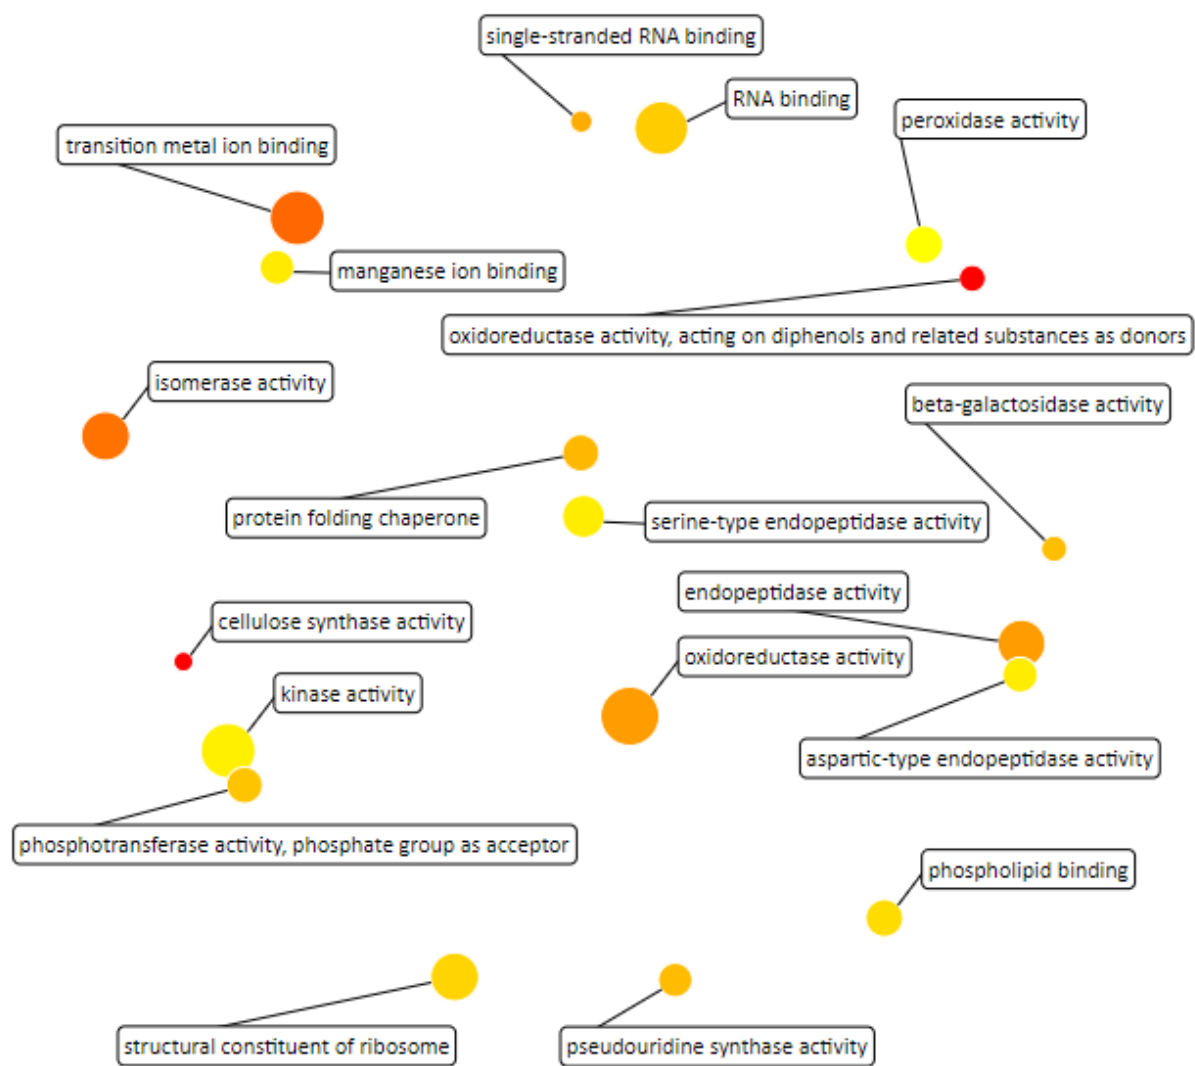 single-stranded RNA binding
RNA binding
peroxidase activity
transition metal ion binding
manganese ion binding
oxidoreductase activity, acting on diphenols and related substances as donors
isomerase activity
beta-galactosidase activity
protein folding chaperone
serine-type endopeptidase activity
endopeptidase activity
cellulose synthase activity
oxidoreductase activity
kinase activity
aspartic-type endopeptidase activity
phosphotransferase activity, phosphate group as acceptor
phospholipid binding
structural constituent of ribosome
pseudouridine synthase activity